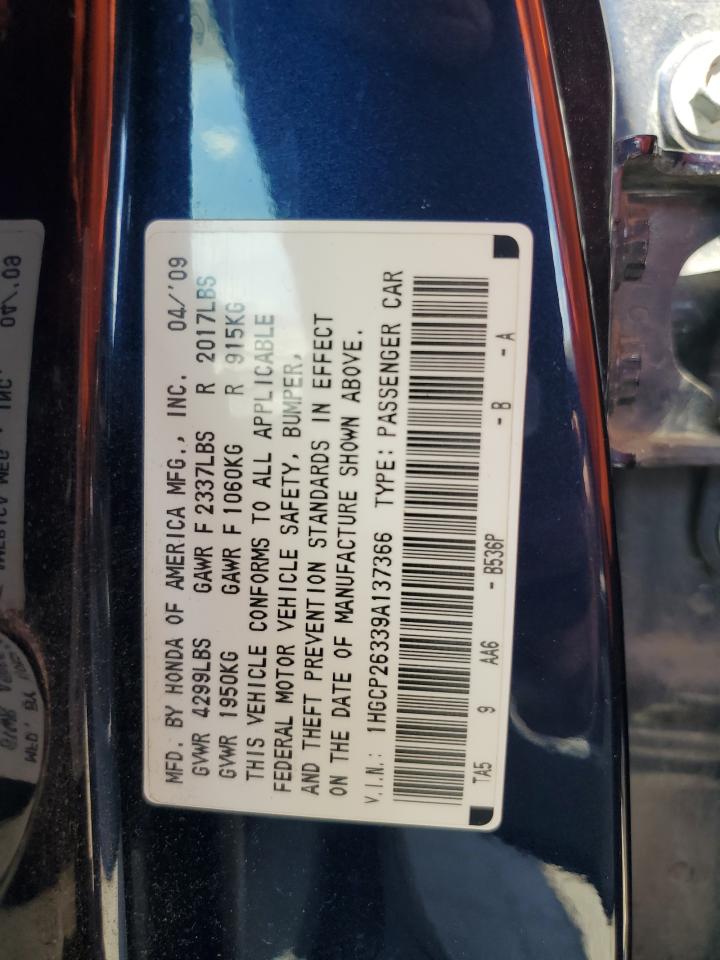 MFD. BY HONDA OF AMERICA MFG., INC. 04/'09
GVWR 4299LBS GAWR F 2337LBS R 2017LBS
GVWR 1950KG GAWR F 1060KG R 915KG
THIS VEHICLE CONFORMS TO ALL APPLICABLE
FEDERAL MOTOR VEHICLE SAFETY, BUMPER,
AND THEFT PREVENTION STANDARDS IN EFFECT
ON THE DATE OF MANUFACTURE SHOWN ABOVE.
V.I.N.: 1HGCP26339A137366 TYPE: PASSENGER CAR
TA5 9 AA6 - B536P - B - A